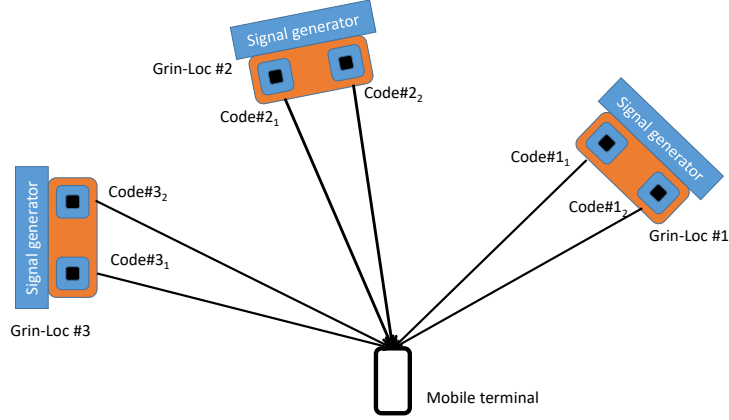 Signal generator
Grin-Loc #2
Code#2₁
Code#2₂
Signal generator
Code#1₁
Code#1₂
Grin-Loc #1
Signal generator
Code#3₂
Code#3₁
Grin-Loc #3
Mobile terminal